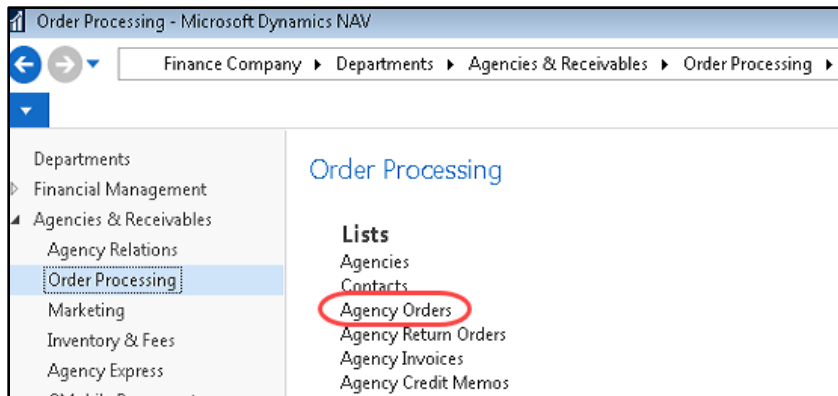 Order Processing - Microsoft Dynamics NAV
Finance Company ▸ Departments ▸ Agencies & Receivables ▸ Order Processing ▸
Departments
Financial Management
Agencies & Receivables
Agency Relations
Order Processing
Marketing
Inventory & Fees
Agency Express
Order Processing
Lists
Agencies
Contacts
Agency Orders
Agency Return Orders
Agency Invoices
Agency Credit Memos